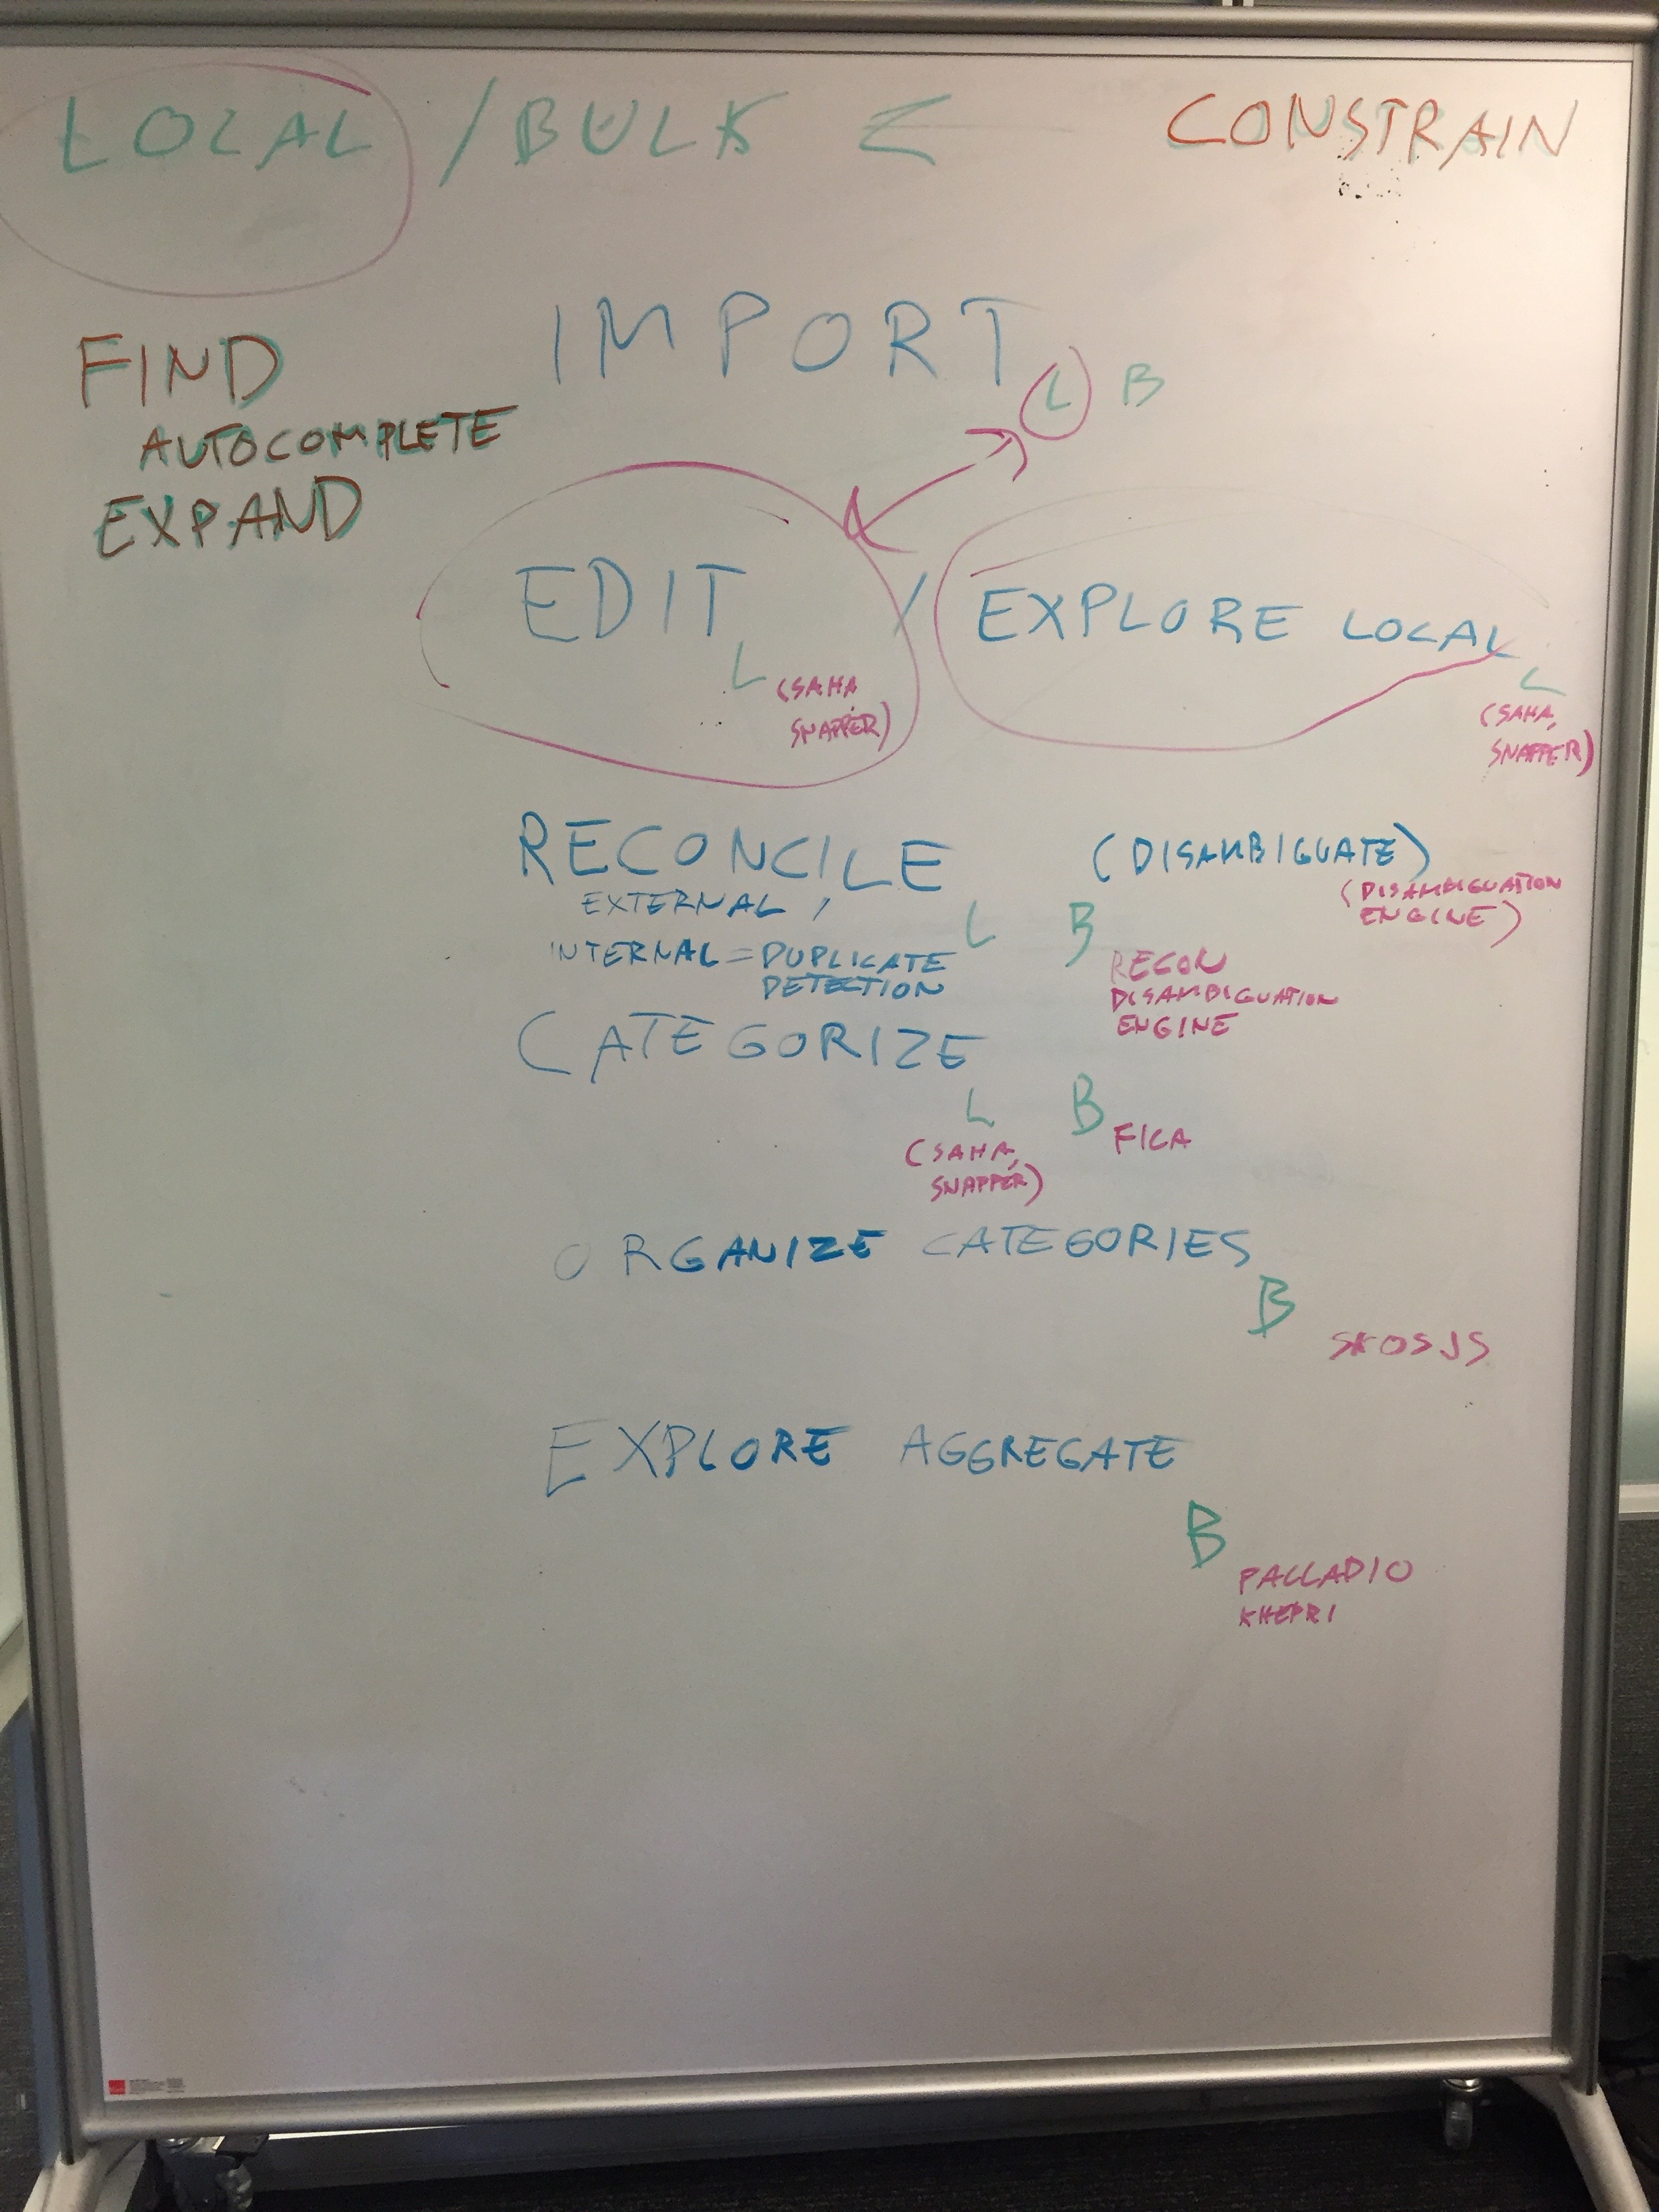 LOCAL / BULK ← CONSTRAIN
IMPORT
L B
FIND
AUTOCOMPLETE
EXPAND
EDIT / EXPLORE LOCAL
L (SAHA
SNAPPER)
L
(SAHA,
SNAPPER)
RECONCILE (DISAMBIGUATE)
EXTERNAL,
(DISAMBIGUATION
ENGINE)
INTERNAL = DUPLICATE
DETECTION
L B
RECON
DISAMBIGUATION
ENGINE
CATEGORIZE
L B FICA
(SAHA,
SNAPPER)
ORGANIZE CATEGORIES
B SKOSJS
EXPLORE AGGREGATE
B PALLADIO
KHEPRI